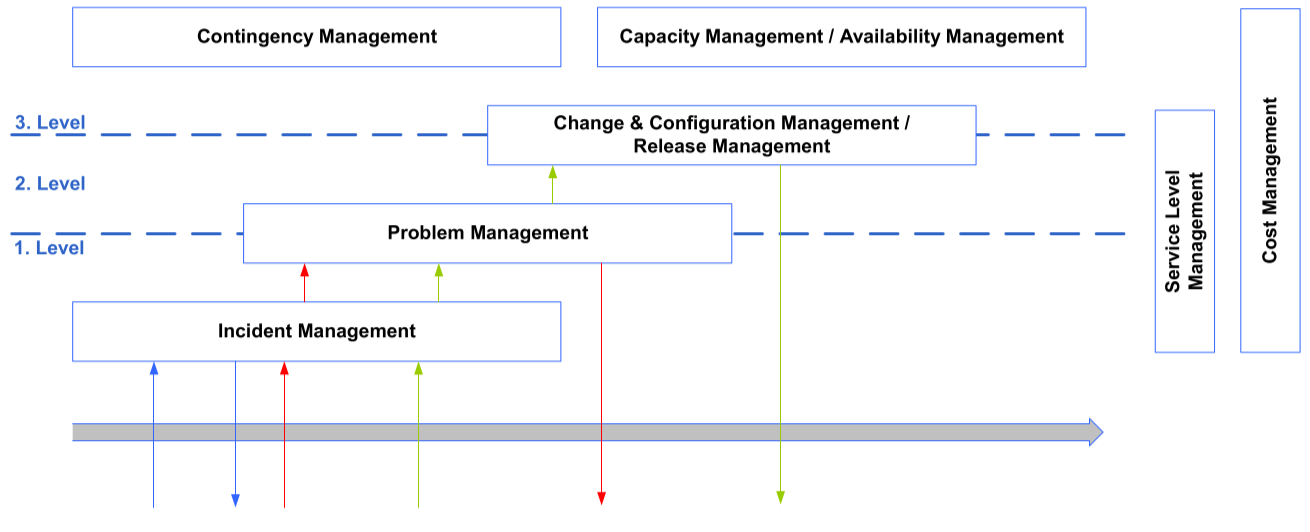 Contingency Management
Capacity Management / Availability Management
3. Level
Change & Configuration Management /
Release Management
2. Level
Problem Management
1. Level
Incident Management
Service Level
Management
Cost Management